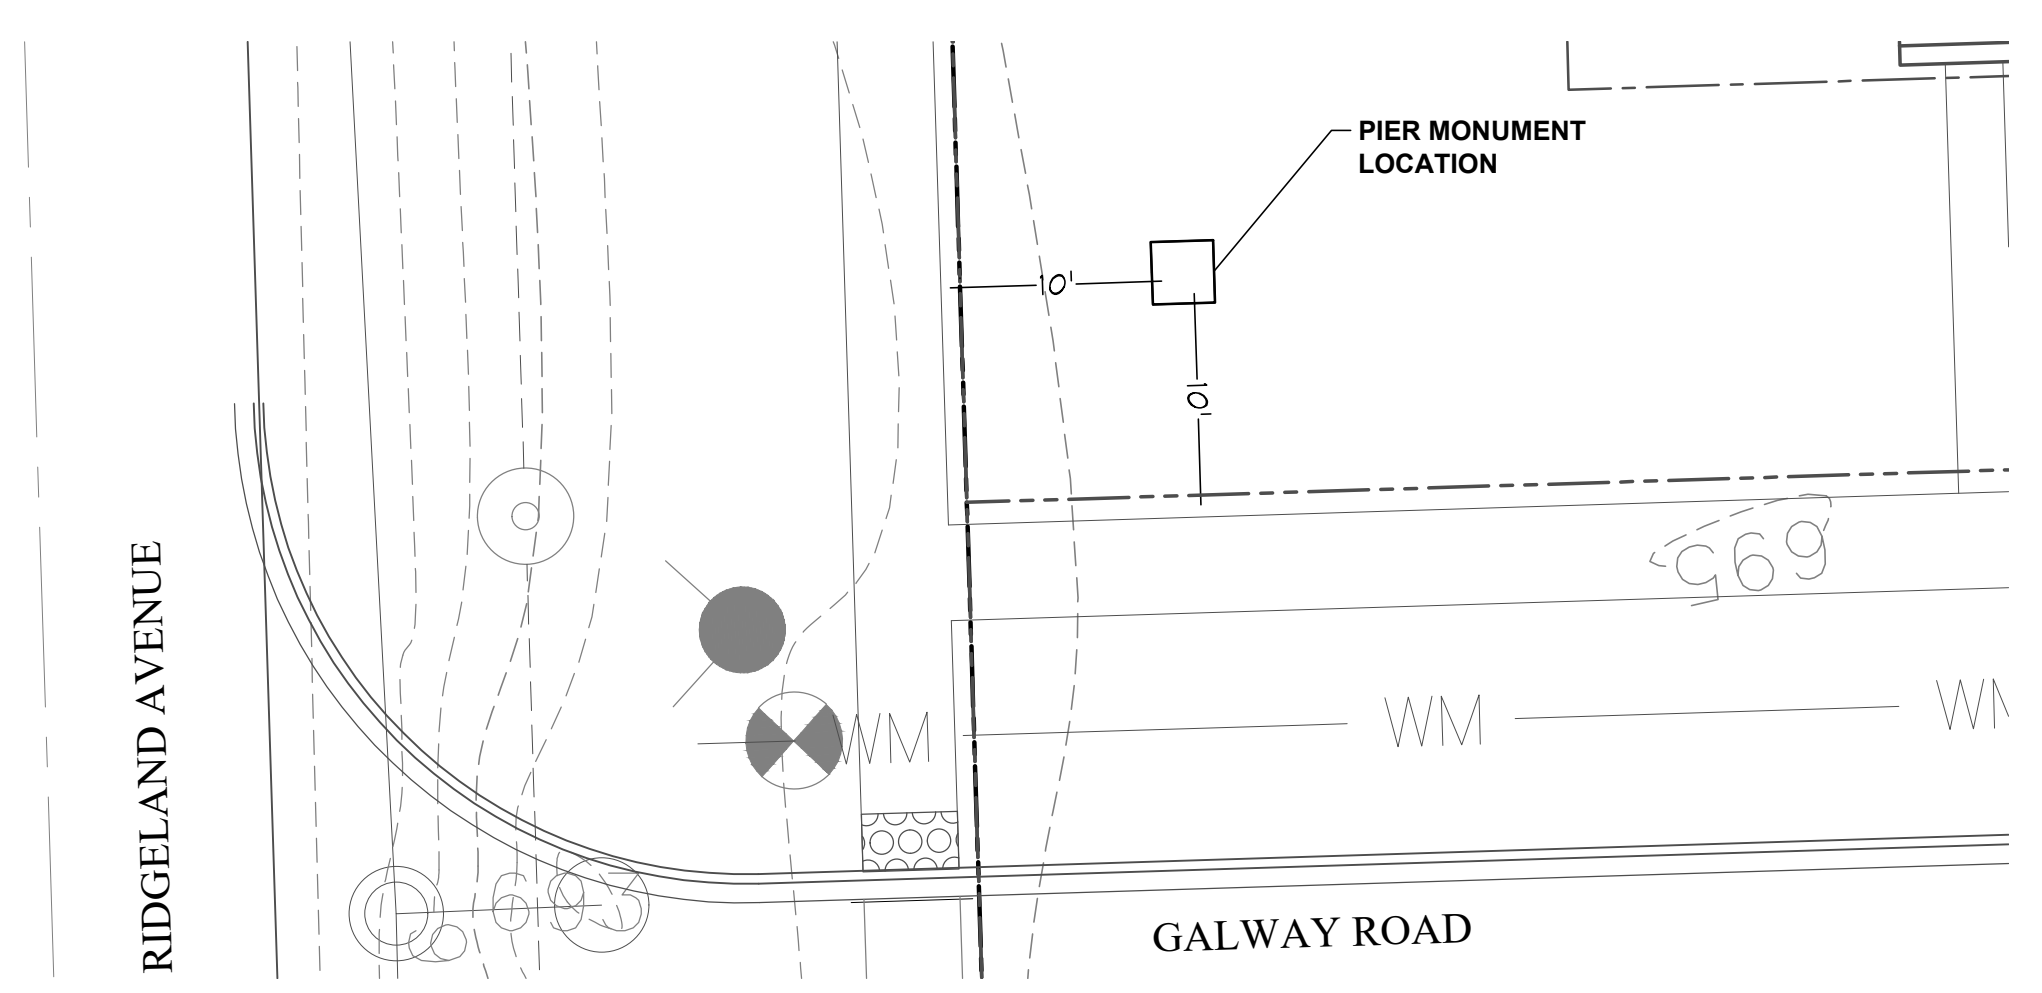 PIER MONUMENT
LOCATION
10'
10'
RIDGELAND AVENUE
969
WM
WM
GALWAY ROAD